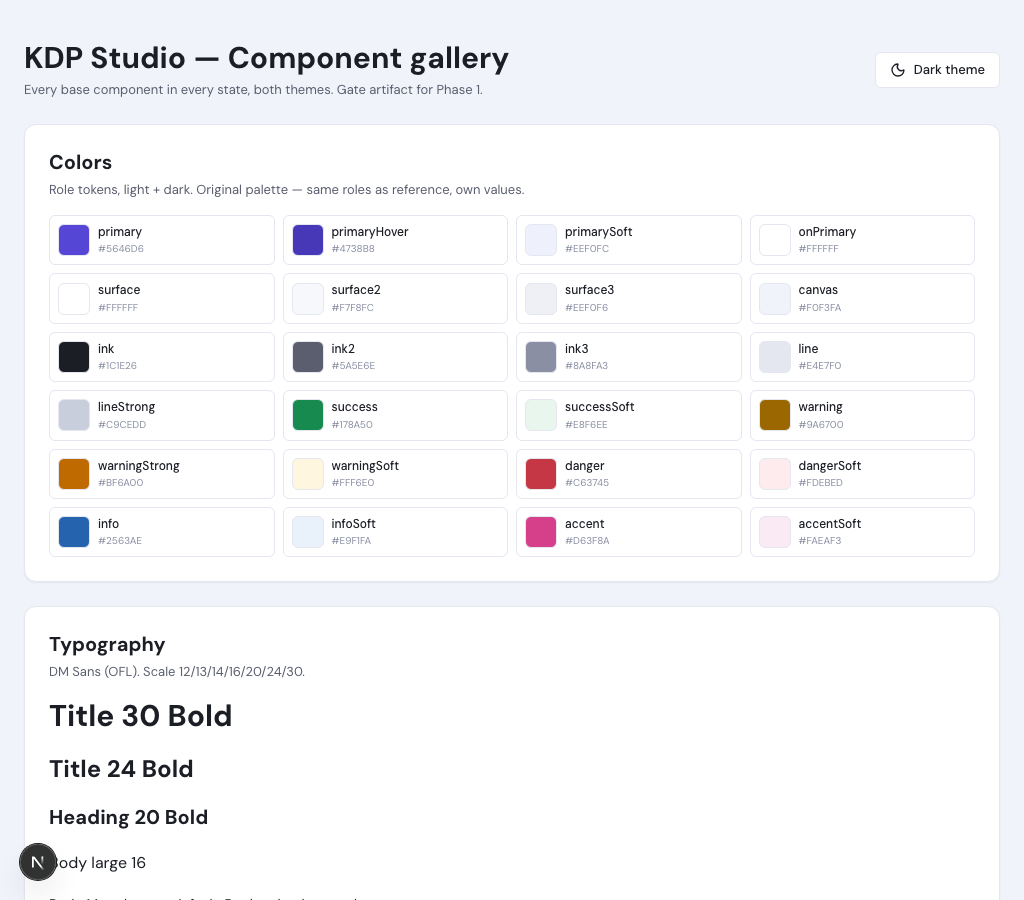 KDP Studio — Component gallery
Every base component in every state, both themes. Gate artifact for Phase 1.
Dark theme
Colors
Role tokens, light + dark. Original palette — same roles as reference, own values.
primary
#5646D6
primaryHover
#4738B8
primarySoft
#EEF0FC
onPrimary
#FFFFFF
surface
#FFFFFF
surface2
#F7F8FC
surface3
#EEF0F6
canvas
#F0F3FA
ink
#1C1E26
ink2
#5A5E6E
ink3
#8A8FA3
line
#E4E7F0
lineStrong
#C9CEDD
success
#178A50
successSoft
#E8F6EE
warning
#9A6700
warningStrong
#BF6A00
warningSoft
#FFF6E0
danger
#C63745
dangerSoft
#FDEBED
info
#2563AE
infoSoft
#E9F1FA
accent
#D63F8A
accentSoft
#FAEAF3
Typography
DM Sans (OFL). Scale 12/13/14/16/20/24/30.
Title 30 Bold
Title 24 Bold
Heading 20 Bold
Body large 16
N